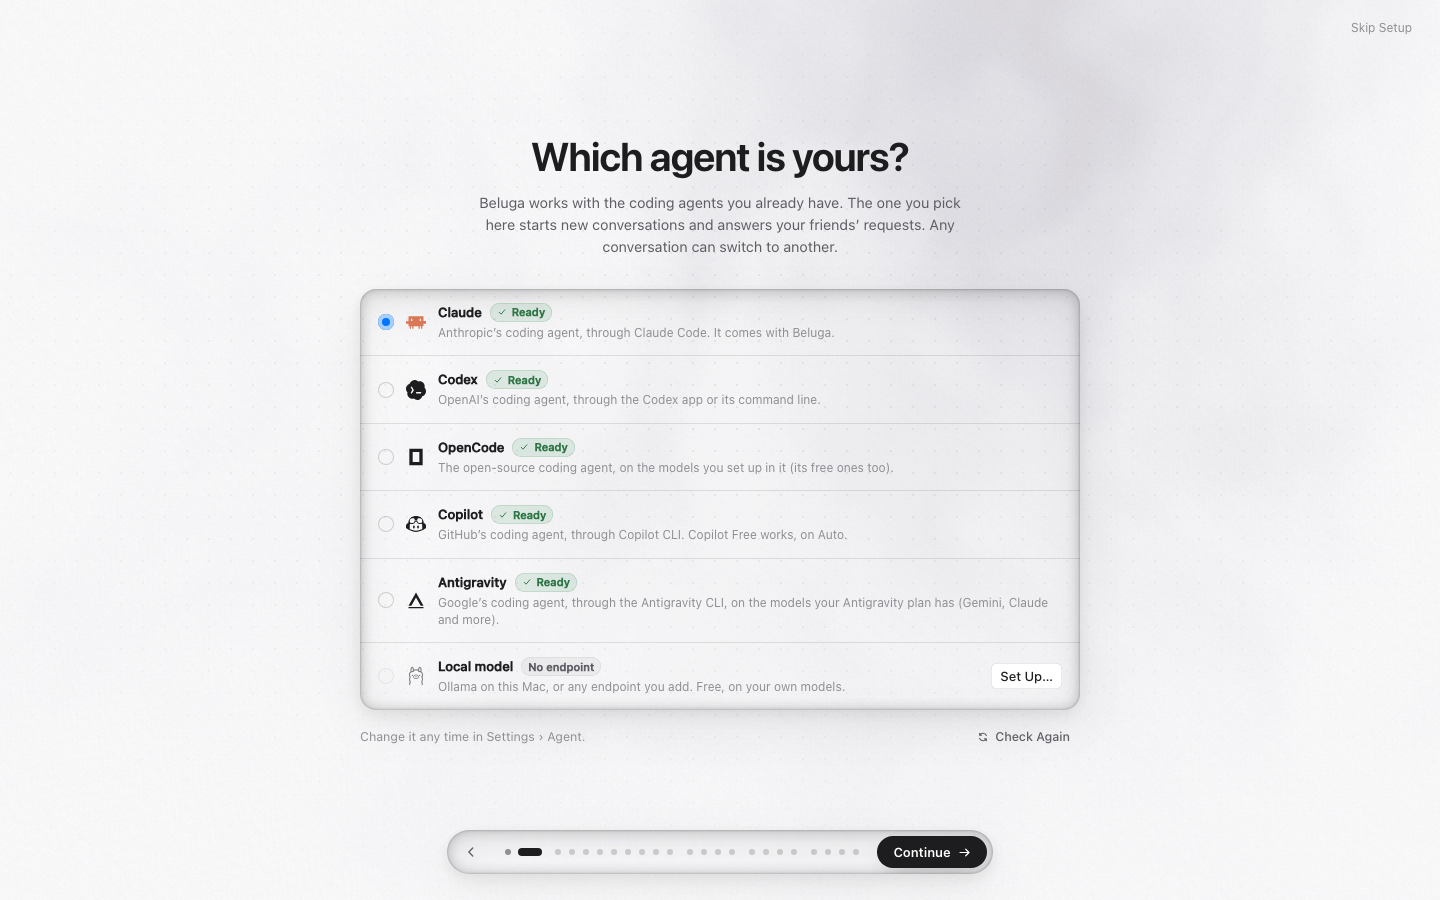 Skip Setup
Which agent is yours?
Beluga works with the coding agents you already have. The one you pick
here starts new conversations and answers your friends’ requests. Any
conversation can switch to another.
Claude
Ready
Anthropic’s coding agent, through Claude Code. It comes with Beluga.
Codex
Ready
OpenAI’s coding agent, through the Codex app or its command line.
OpenCode
Ready
The open-source coding agent, on the models you set up in it (its free ones too).
Copilot
Ready
GitHub’s coding agent, through Copilot CLI. Copilot Free works, on Auto.
Antigravity
Ready
Google’s coding agent, through the Antigravity CLI, on the models your Antigravity plan has (Gemini, Claude
and more).
Local model
No endpoint
Ollama on this Mac, or any endpoint you add. Free, on your own models.
Set Up…
Change it any time in Settings › Agent.
Check Again
Continue